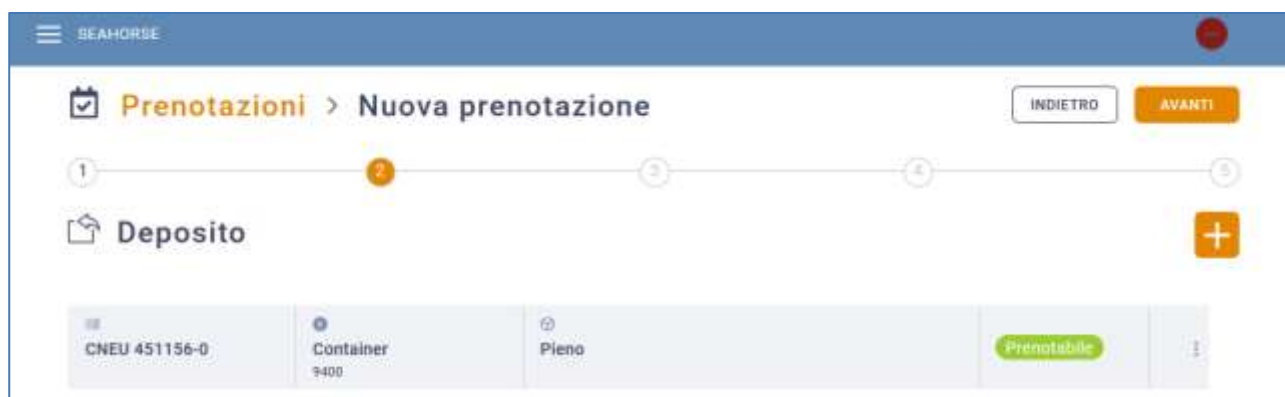 SEAHORSE
Prenotazioni > Nuova prenotazione
INDIETRO
AVANTI
1
2
3
4
5
Deposito
CNEU 451156-0
Container
9400
Pieno
Prenotabile